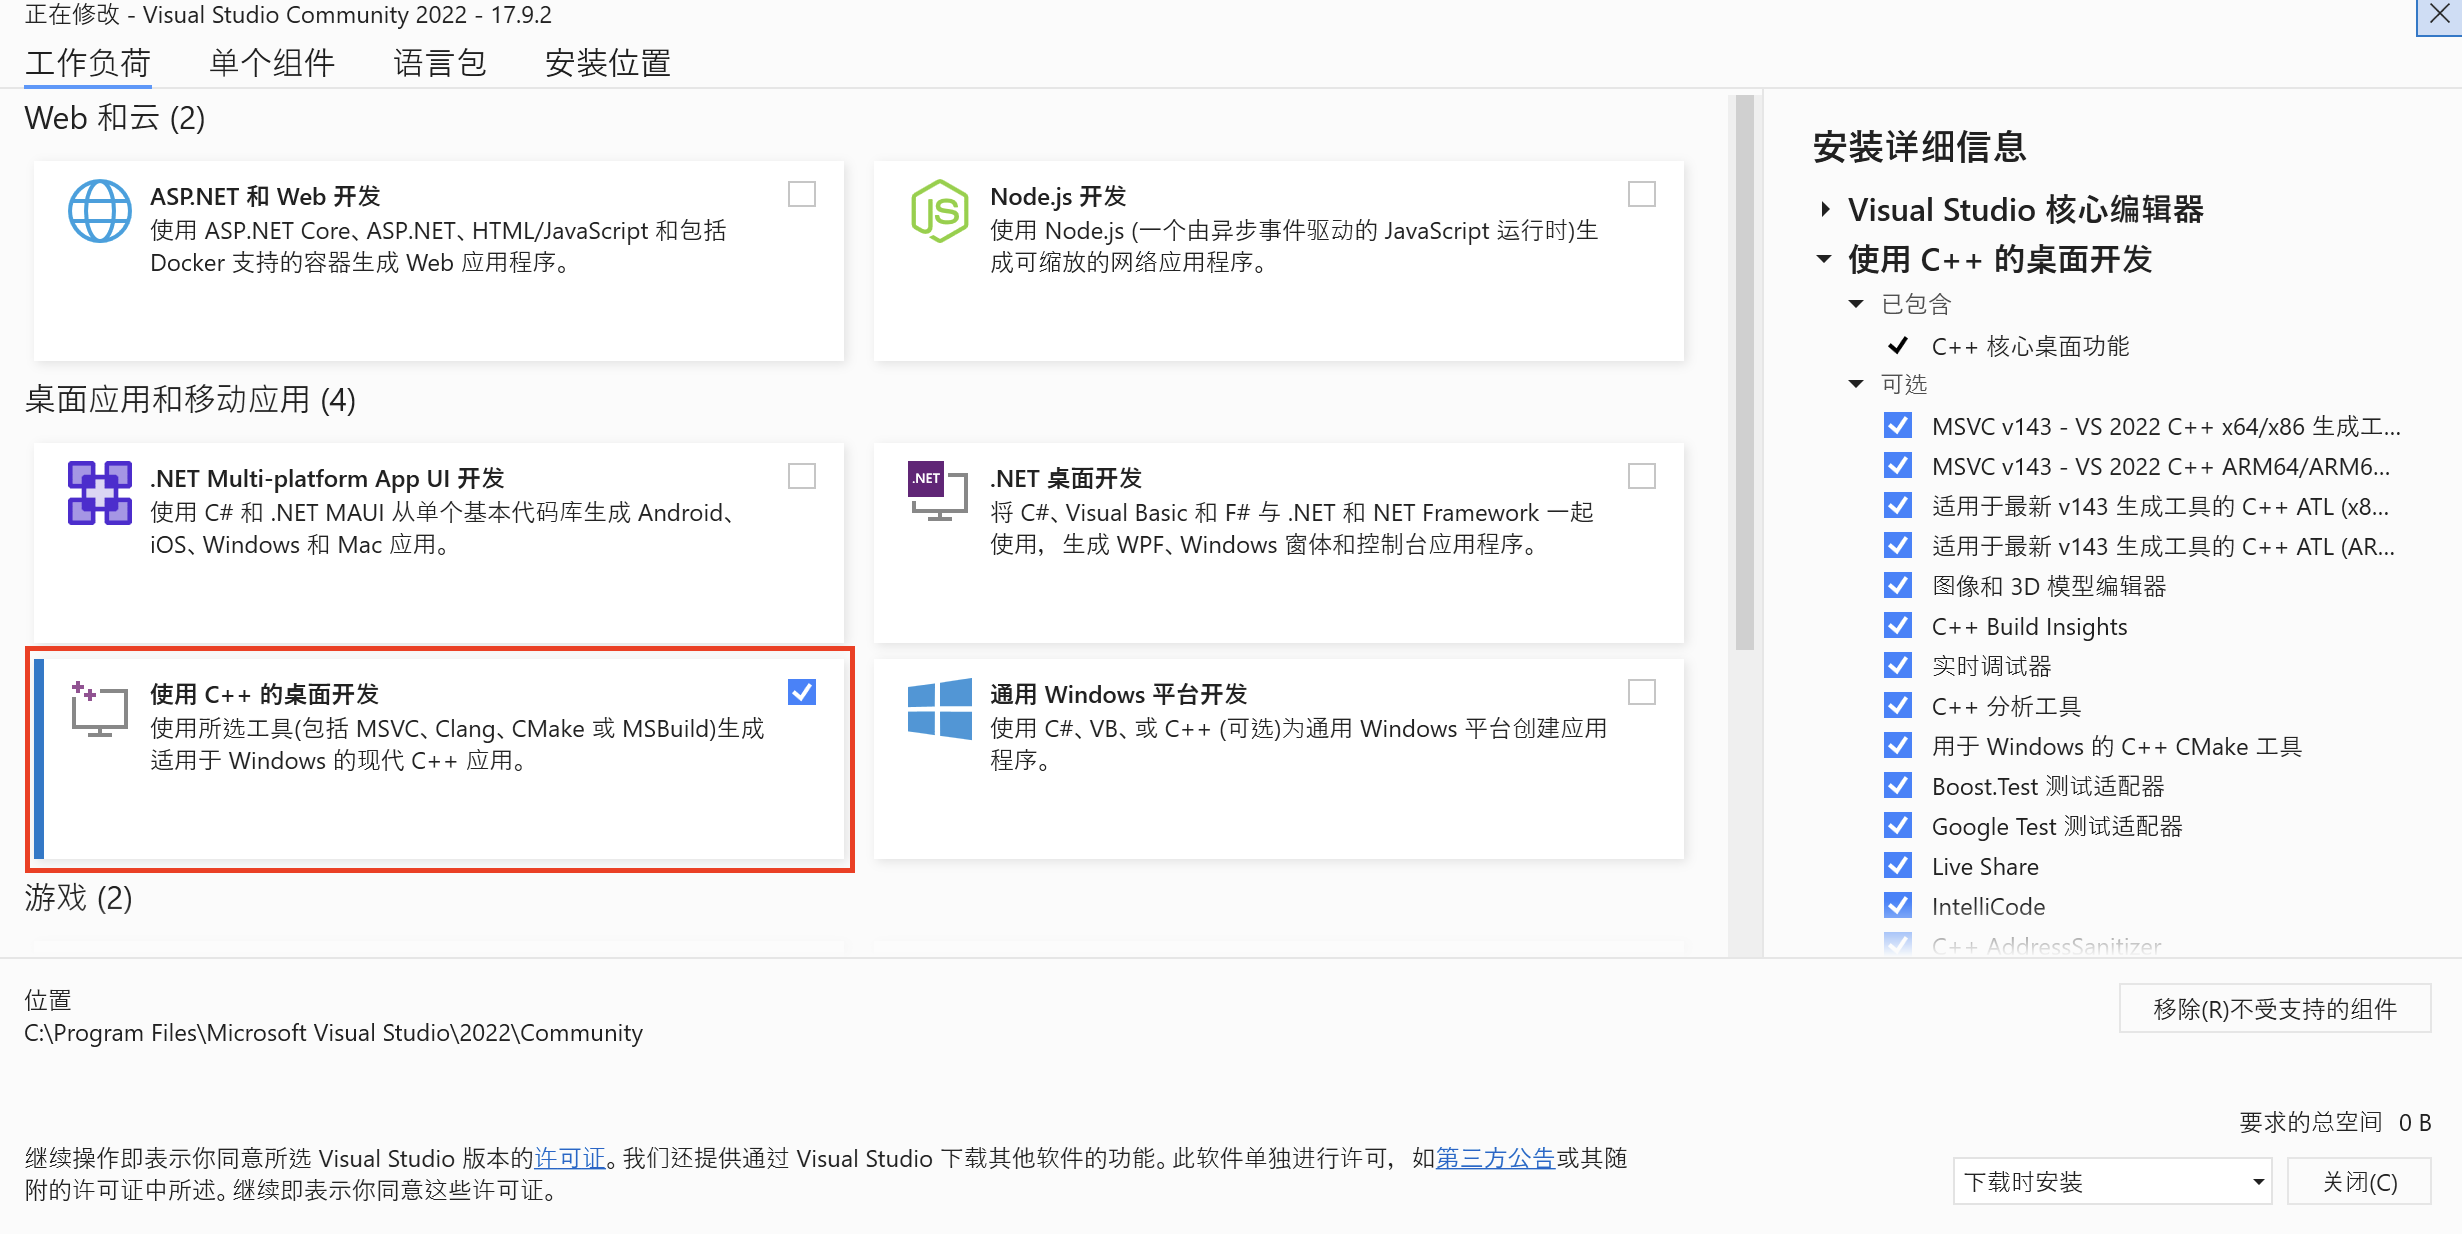 正在修改 - Visual Studio Community 2022 - 17.9.2
工作负荷 单个组件 语言包 安装位置
Web 和云 (2)
ASP.NET 和 Web 开发
使用 ASP.NET Core、ASP.NET、HTML/JavaScript 和包括
Docker 支持的容器生成 Web 应用程序。
Node.js 开发
使用 Node.js (一个由异步事件驱动的 JavaScript 运行时)生
成可缩放的网络应用程序。
桌面应用和移动应用 (4)
.NET Multi-platform App UI 开发
使用 C# 和 .NET MAUI 从单个基本代码库生成 Android、
iOS、Windows 和 Mac 应用。
.NET
.NET 桌面开发
将 C#、Visual Basic 和 F# 与 .NET 和 NET Framework 一起
使用，生成 WPF、Windows 窗体和控制台应用程序。
使用 C++ 的桌面开发
使用所选工具(包括 MSVC、Clang、CMake 或 MSBuild)生成
适用于 Windows 的现代 C++ 应用。
通用 Windows 平台开发
使用 C#、VB、或 C++ (可选)为通用 Windows 平台创建应用
程序。
游戏 (2)
安装详细信息
Visual Studio 核心编辑器
使用 C++ 的桌面开发
已包含
C++ 核心桌面功能
可选
MSVC v143 - VS 2022 C++ x64/x86 生成工...
MSVC v143 - VS 2022 C++ ARM64/ARM6...
适用于最新 v143 生成工具的 C++ ATL (x8...
适用于最新 v143 生成工具的 C++ ATL (AR...
图像和 3D 模型编辑器
C++ Build Insights
实时调试器
C++ 分析工具
用于 Windows 的 C++ CMake 工具
Boost.Test 测试适配器
Google Test 测试适配器
Live Share
IntelliCode
C++ AddressSanitizer
位置
C:\Program Files\Microsoft Visual Studio\2022\Community
移除(R)不受支持的组件
要求的总空间 0 B
继续操作即表示你同意所选 Visual Studio 版本的许可证。我们还提供通过 Visual Studio 下载其他软件的功能。此软件单独进行许可，如第三方公告或其随
附的许可证中所述。继续即表示你同意这些许可证。
下载时安装
关闭(C)